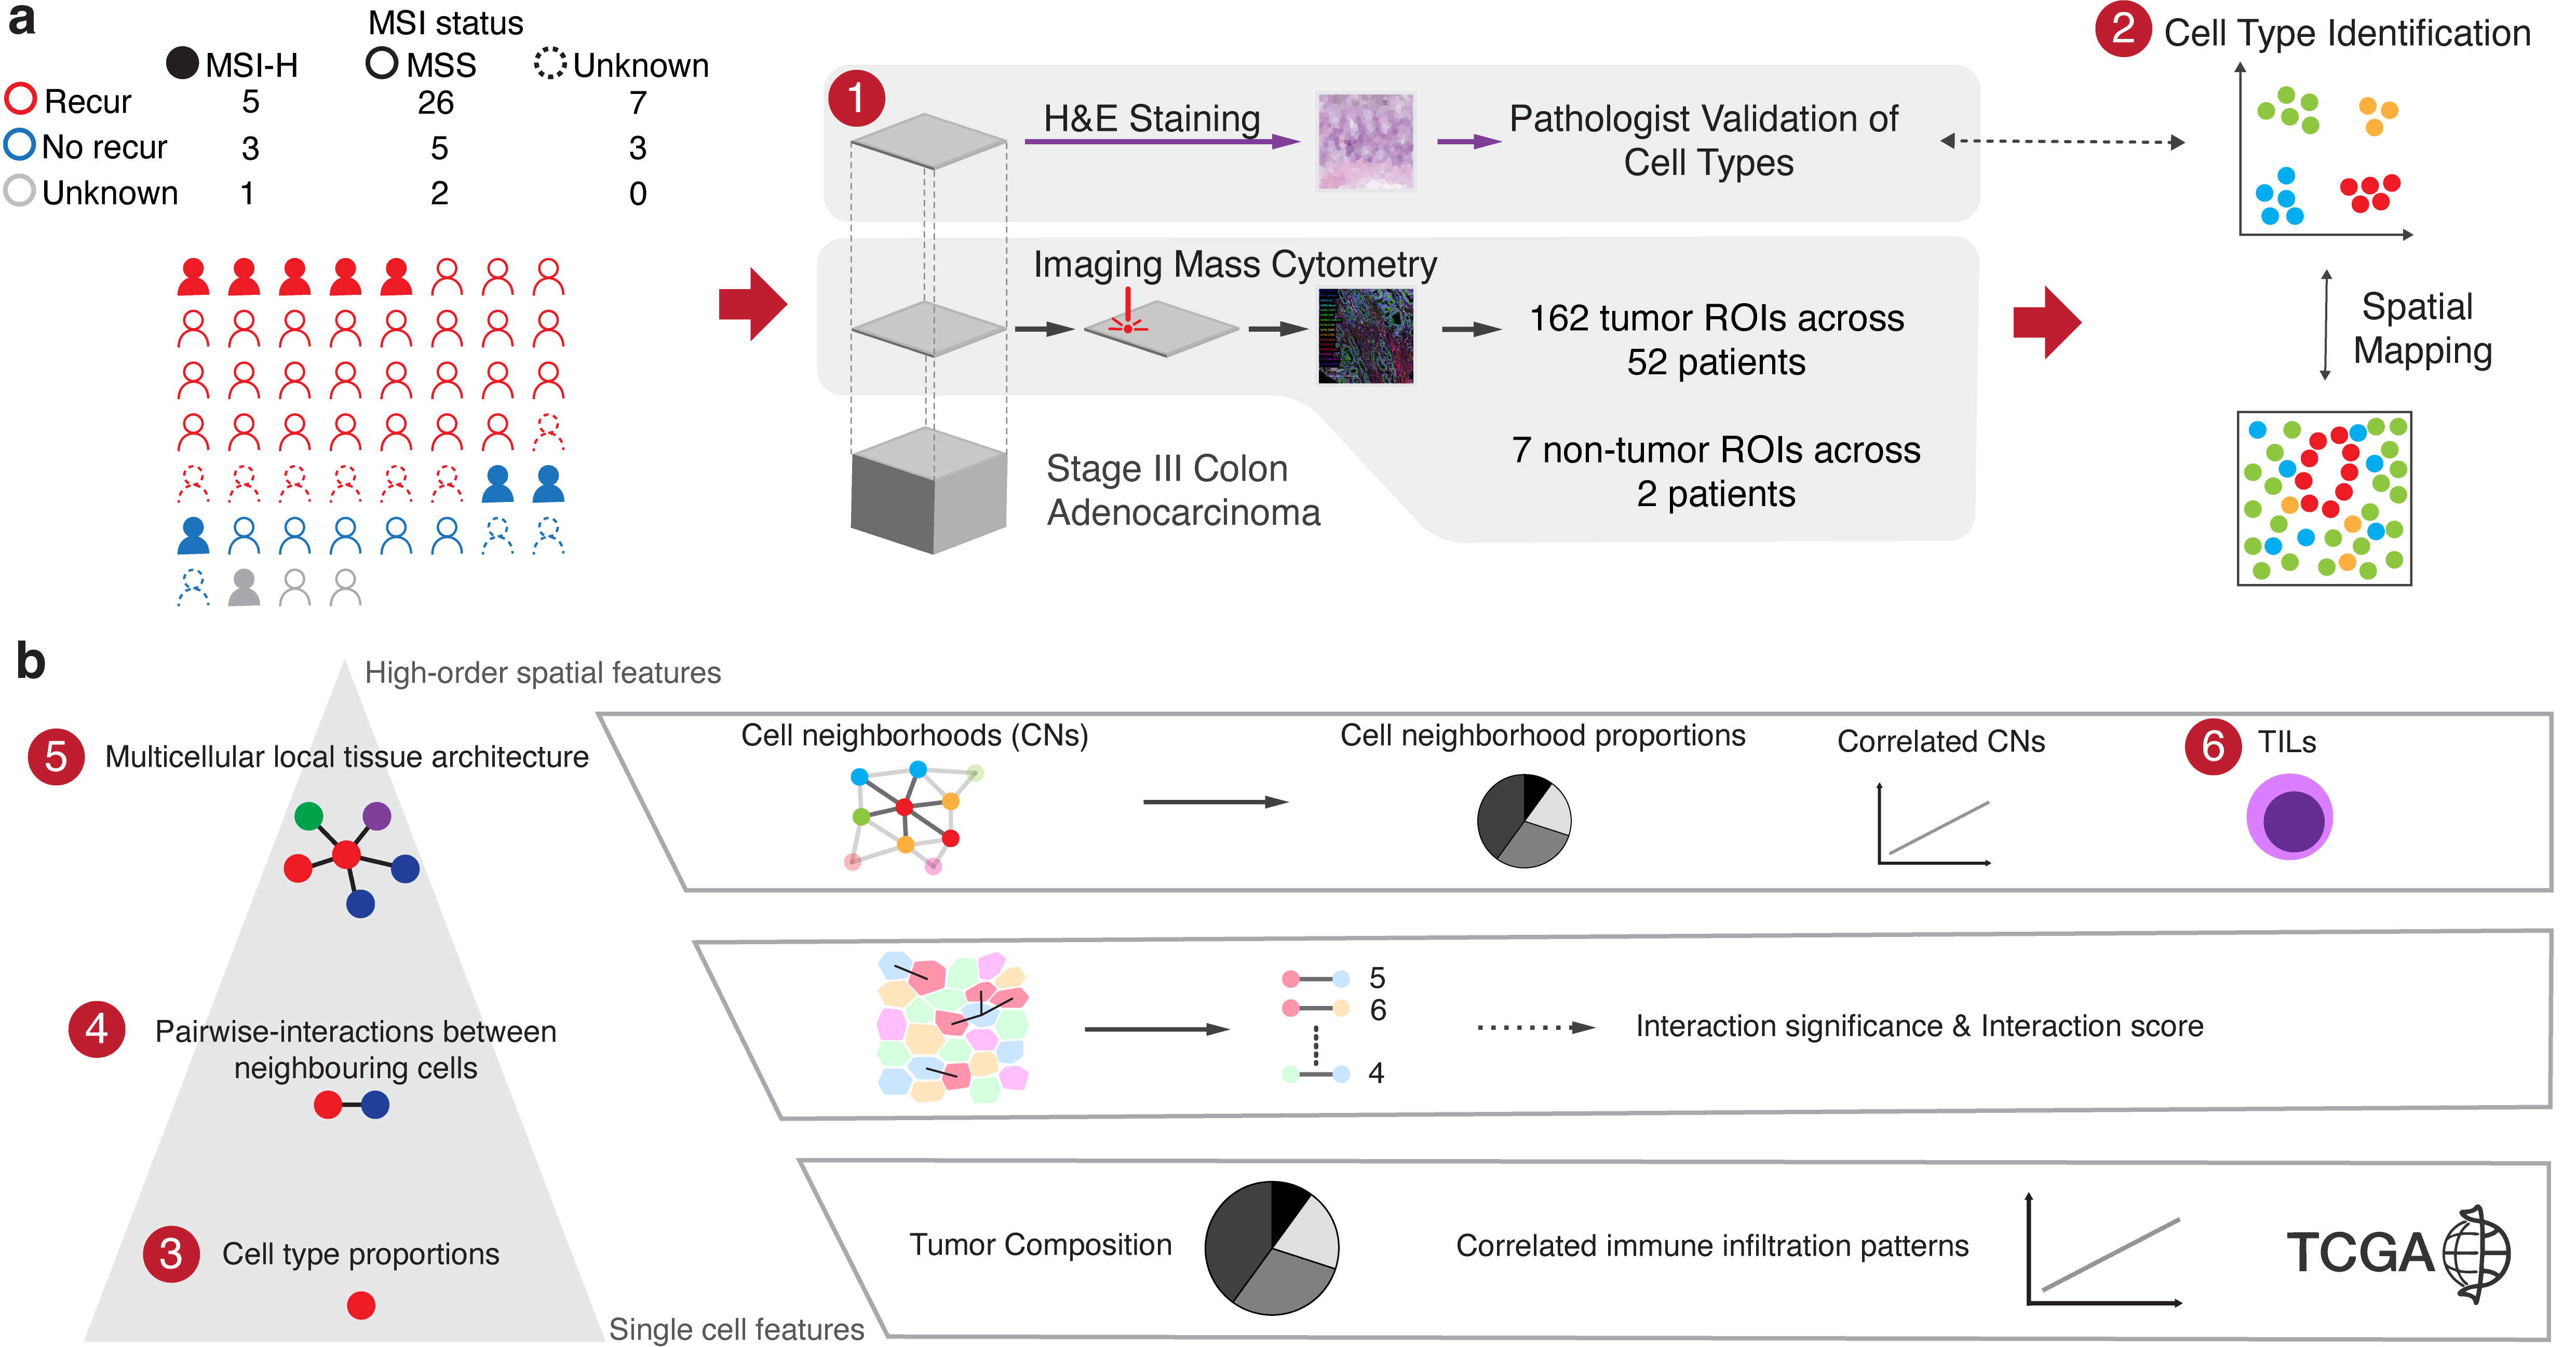 a
MSI status
MSI-H MSS Unknown
Recur 5 26 7
No recur 3 5 3
Unknown 1 2 0
1
H&E Staining
Pathologist Validation of
Cell Types
Imaging Mass Cytometry
162 tumor ROIs across
52 patients
7 non-tumor ROIs across
2 patients
Stage III Colon
Adenocarcinoma
2 Cell Type Identification
Spatial
Mapping
b
High-order spatial features
5 Multicellular local tissue architecture
Cell neighborhoods (CNs)
Cell neighborhood proportions
Correlated CNs
6 TILs
4 Pairwise-interactions between
neighbouring cells
5
6
4
Interaction significance & Interaction score
3 Cell type proportions
Single cell features
Tumor Composition
Correlated immune infiltration patterns
TCGA